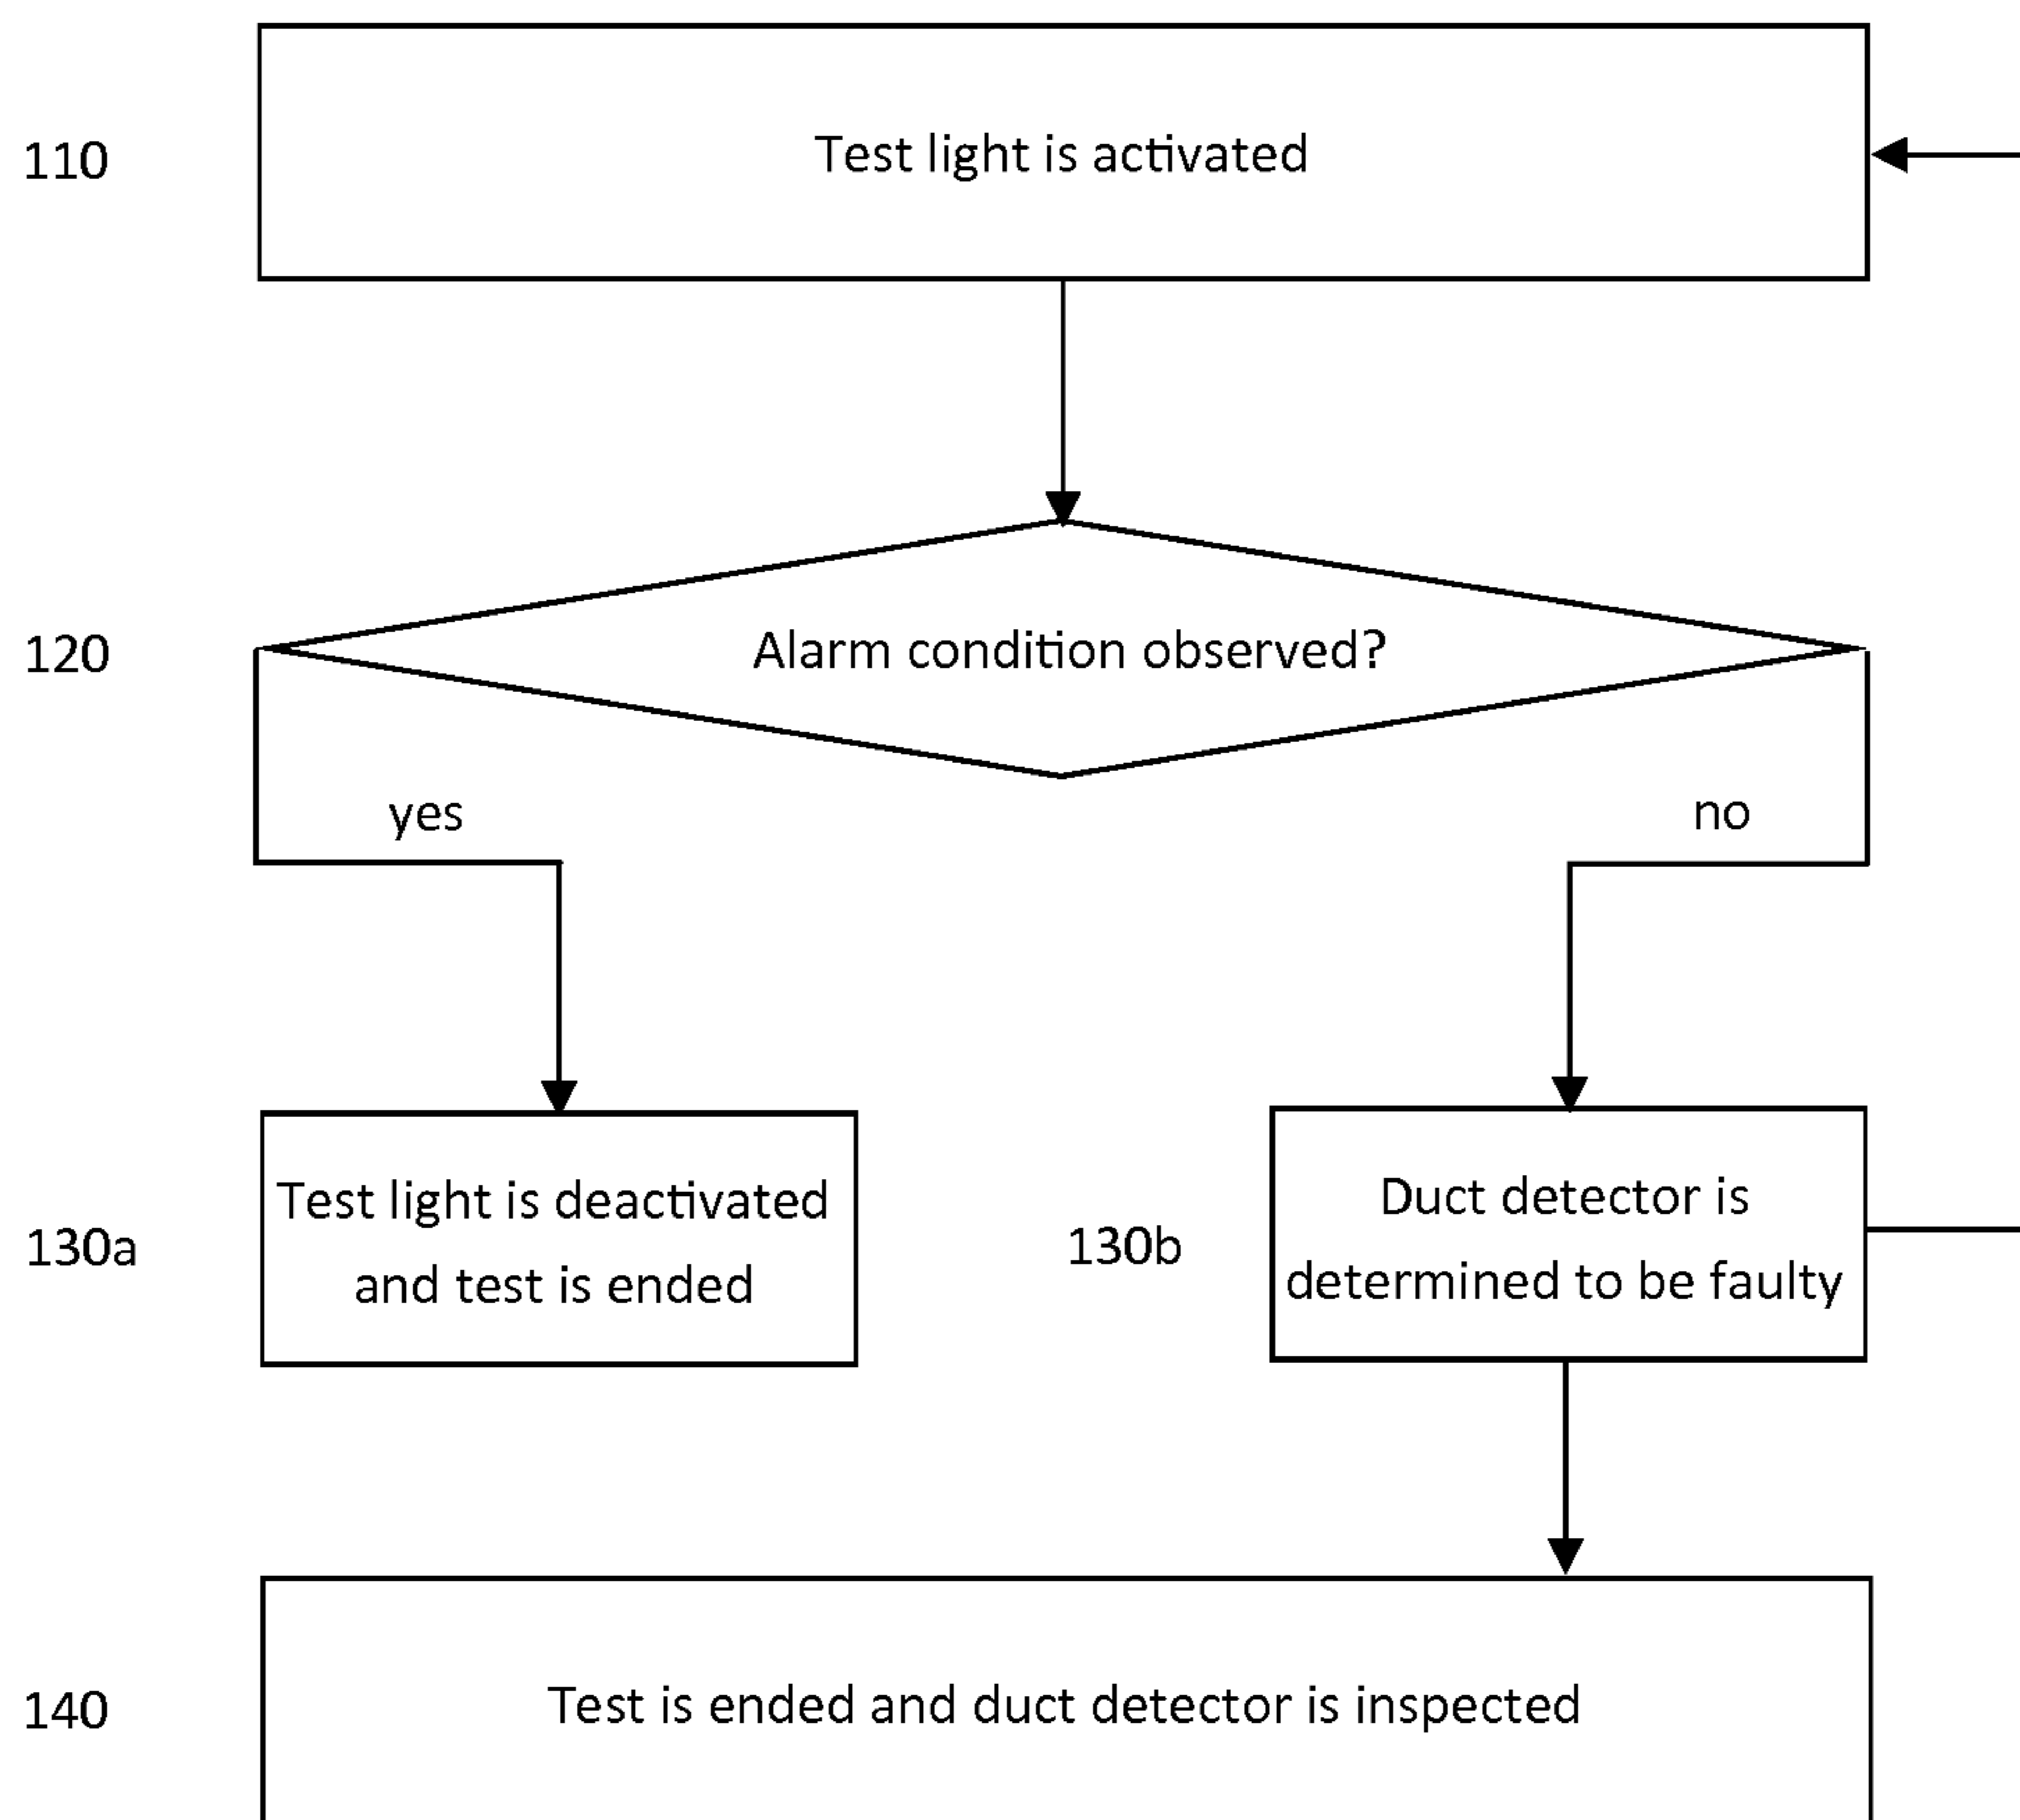 110
Test light is activated
120
Alarm condition observed?
yes
no
130a
Test light is deactivated
and test is ended
130b
Duct detector is
determined to be faulty
140
Test is ended and duct detector is inspected